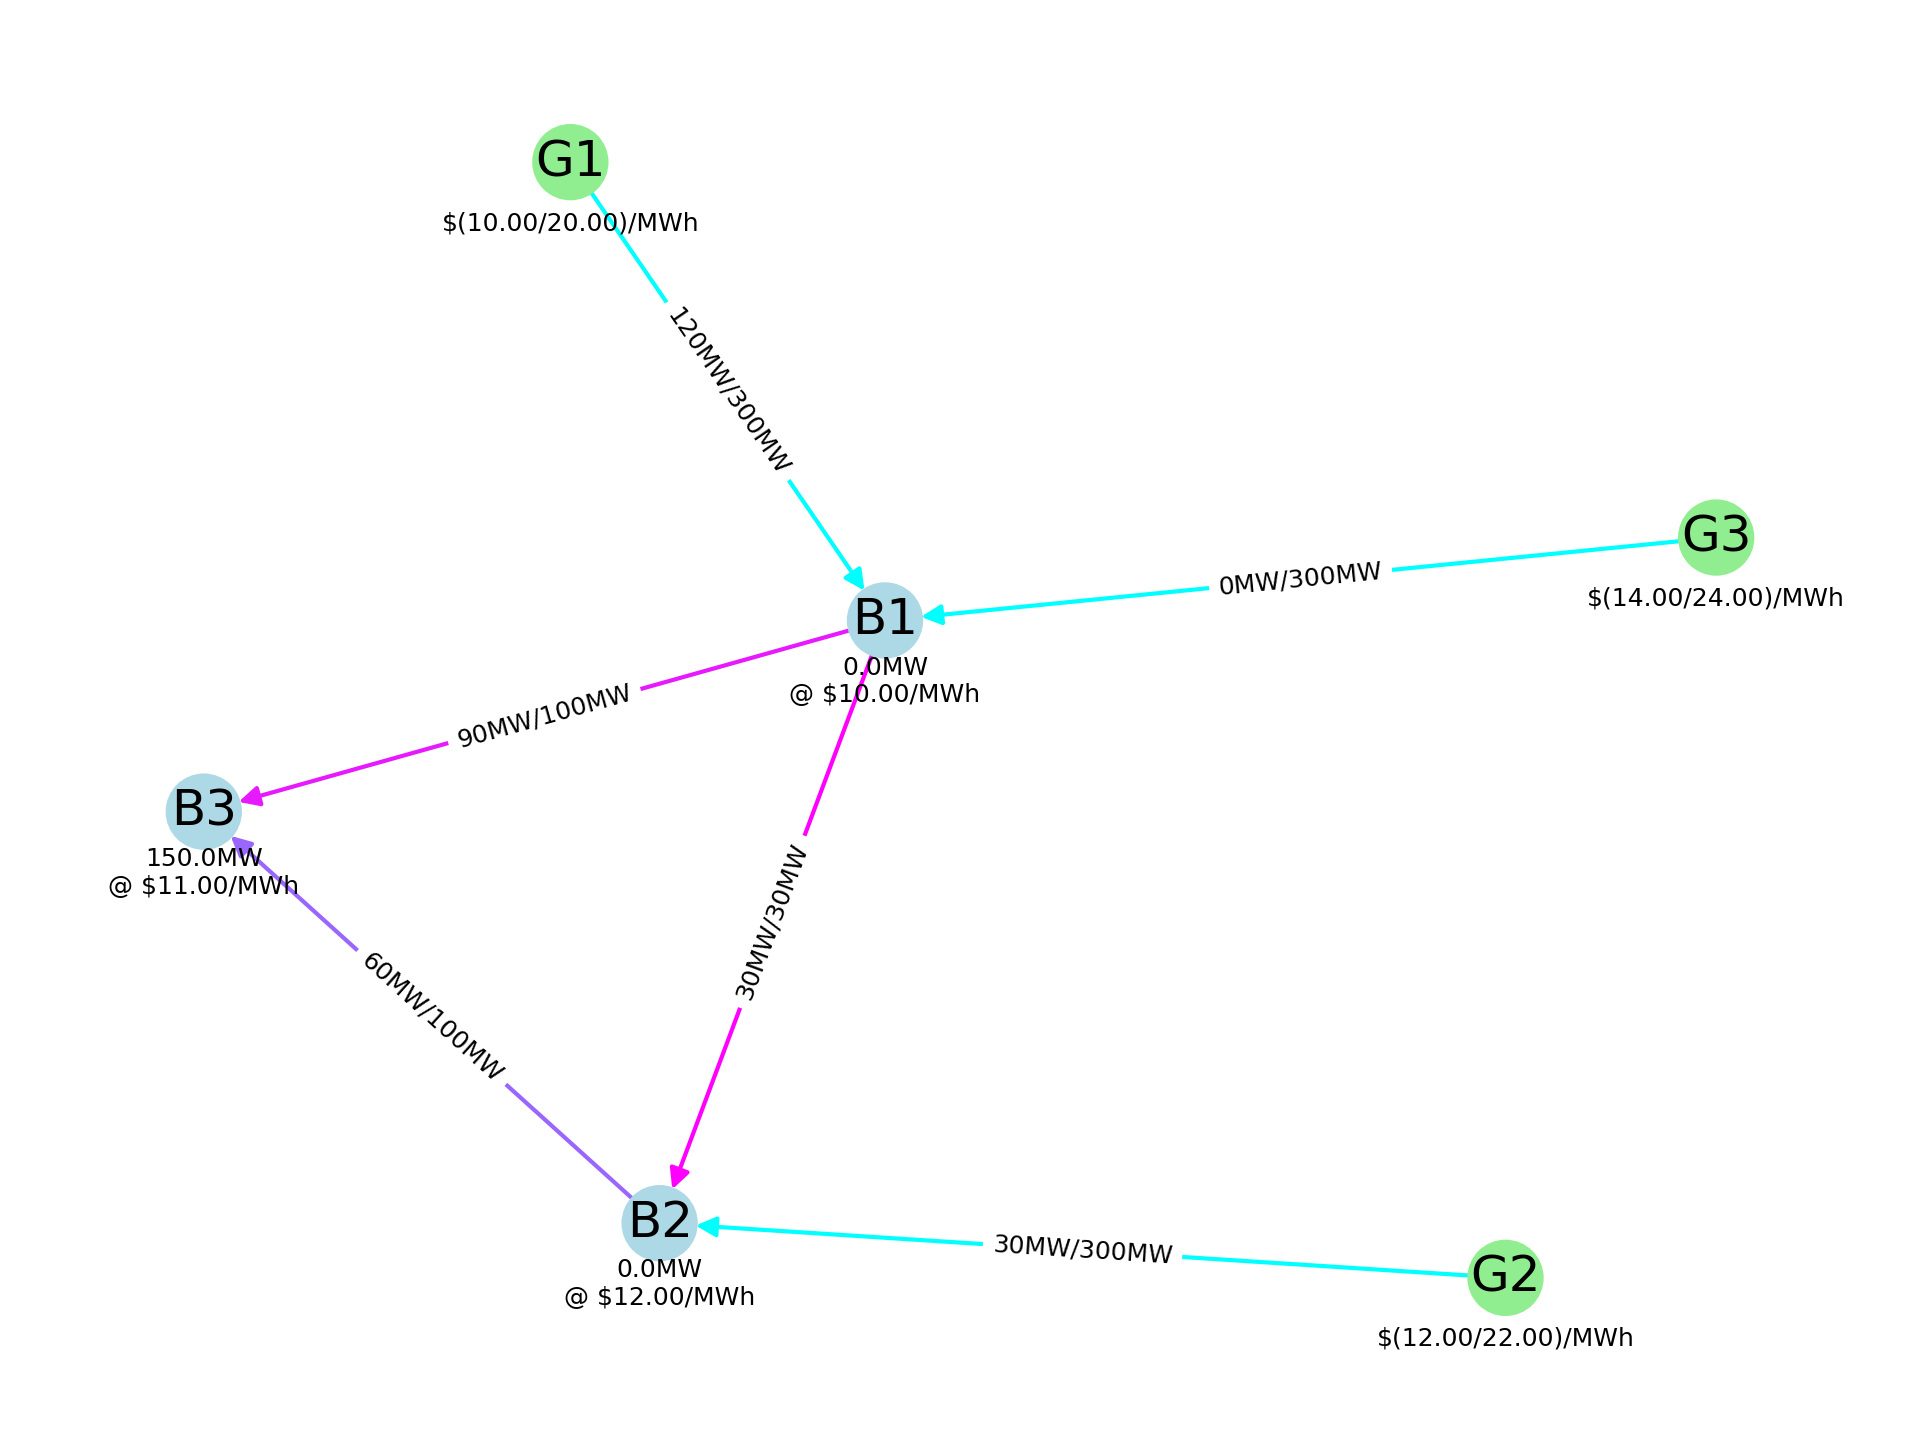 G1
$(10.00/20.00)/MWh
120MW/300MW
G3
$(14.00/24.00)/MWh
0MW/300MW
B1
0.0MW
@ $10.00/MWh
90MW/100MW
B3
150.0MW
@ $11.00/MWh
30MW/30MW
60MW/100MW
B2
0.0MW
@ $12.00/MWh
30MW/300MW
G2
$(12.00/22.00)/MWh